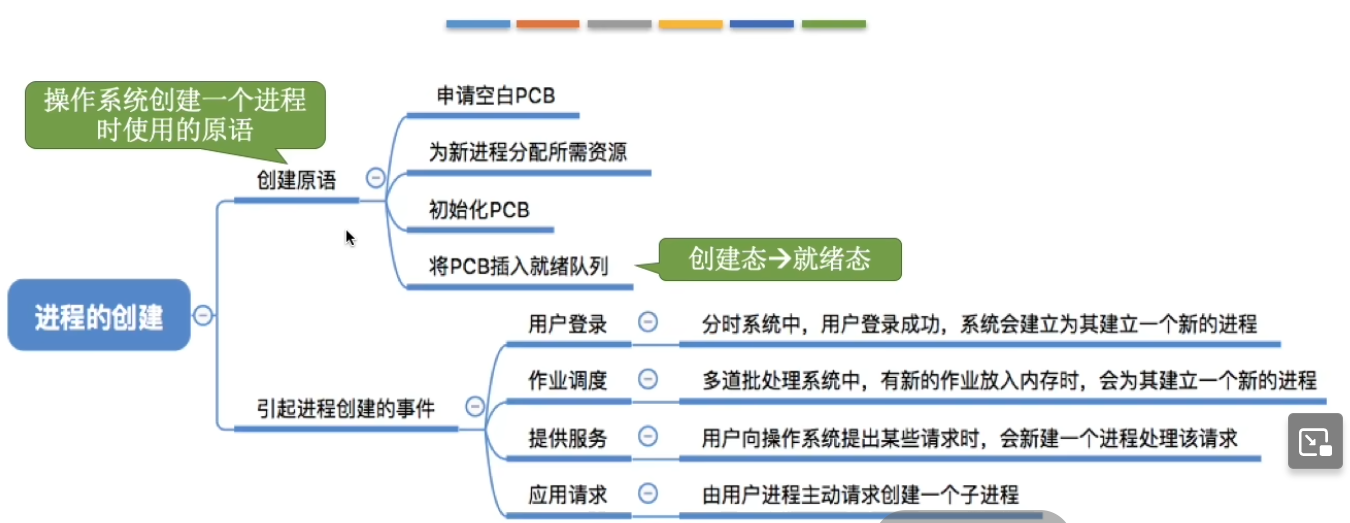 操作系统创建一个进程
时使用的原语
创建原语
申请空白PCB
为新进程分配所需资源
初始化PCB
将PCB插入就绪队列
创建态→就绪态
进程的创建
引起进程创建的事件
用户登录
分时系统中，用户登录成功，系统会建立为其建立一个新的进程
作业调度
多道批处理系统中，有新的作业放入内存时，会为其建立一个新的进程
提供服务
用户向操作系统提出某些请求时，会新建一个进程处理该请求
应用请求
由用户进程主动请求创建一个子进程